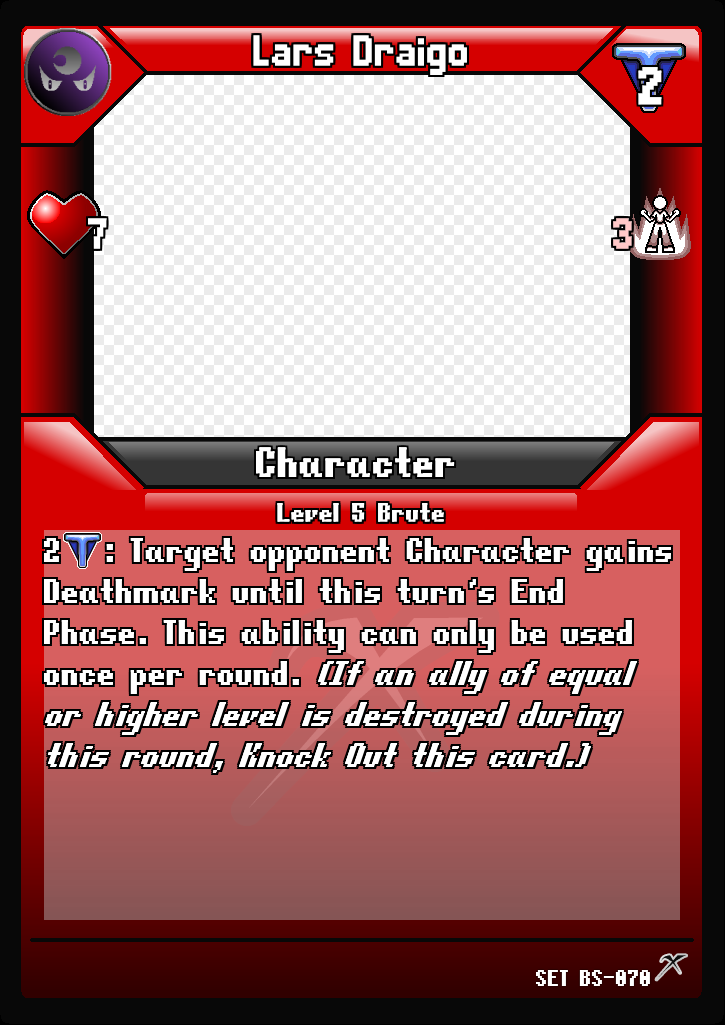 Lars Draigo
2
7
3
Character
Level 5 Brute
2 : Target opponent Character gains
Deathmark until this turn's End
Phase. This ability can only be used
once per round. (If an ally of equal
or higher level is destroyed during
this round, Knock Out this card.)
SET BS-070